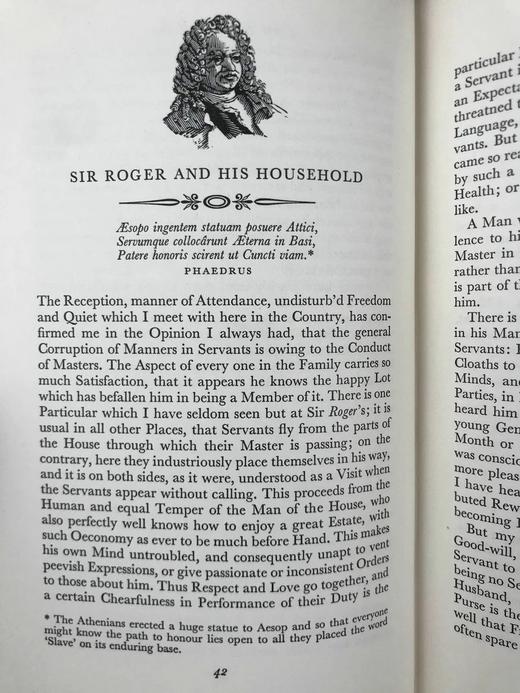 SIR ROGER AND HIS HOUSEHOLD
Æsopo ingentem statuam posuere Attici,
Servumque collocârunt Æterna in Basi,
Patere honoris scirent ut Cuncti viam.*
PHAEDRUS
The Reception, manner of Attendance, undisturb'd Freedom
and Quiet which I meet with here in the Country, has con-
firmed me in the Opinion I always had, that the general
Corruption of Manners in Servants is owing to the Conduct
of Masters. The Aspect of every one in the Family carries so
much Satisfaction, that it appears he knows the happy Lot
which has befallen him in being a Member of it. There is one
Particular which I have seldom seen but at Sir Roger's; it is
usual in all other Places, that Servants fly from the parts of
the House through which their Master is passing; on the
contrary, here they industriously place themselves in his way,
and it is on both sides, as it were, understood as a Visit when
the Servants appear without calling. This proceeds from the
Human and equal Temper of the Man of the House, who
also perfectly well knows how to enjoy a great Estate, with
such Oeconomy as ever to be much before Hand. This makes
his own Mind untroubled, and consequently unapt to vent
peevish Expressions, or give passionate or inconsistent Orders
to those about him. Thus Respect and Love go together, and
a certain Chearfulness in Performance of their Duty is the
* The Athenians erected a huge statue to Aesop and so that everyone
might know the path to honour lies open to all they placed the word
'Slave' on its enduring base.
42
particular
a Servant i
an Expecta
threatned t
Language,
vants. But
came so rea
by such a
Health; or
like.
A Man v
lence to hi
Master in
rather than
is part of th
him.
There is
in his Man
Servants: I
Cloaths to
Minds, and
Parties, in
heard him
young Gen
Month or
was consci
more pleas
I have hea
buted Rew
becoming
But my
Good-will,
Servant to
being no Se
Husband,
Purse is the
well that F
often spare